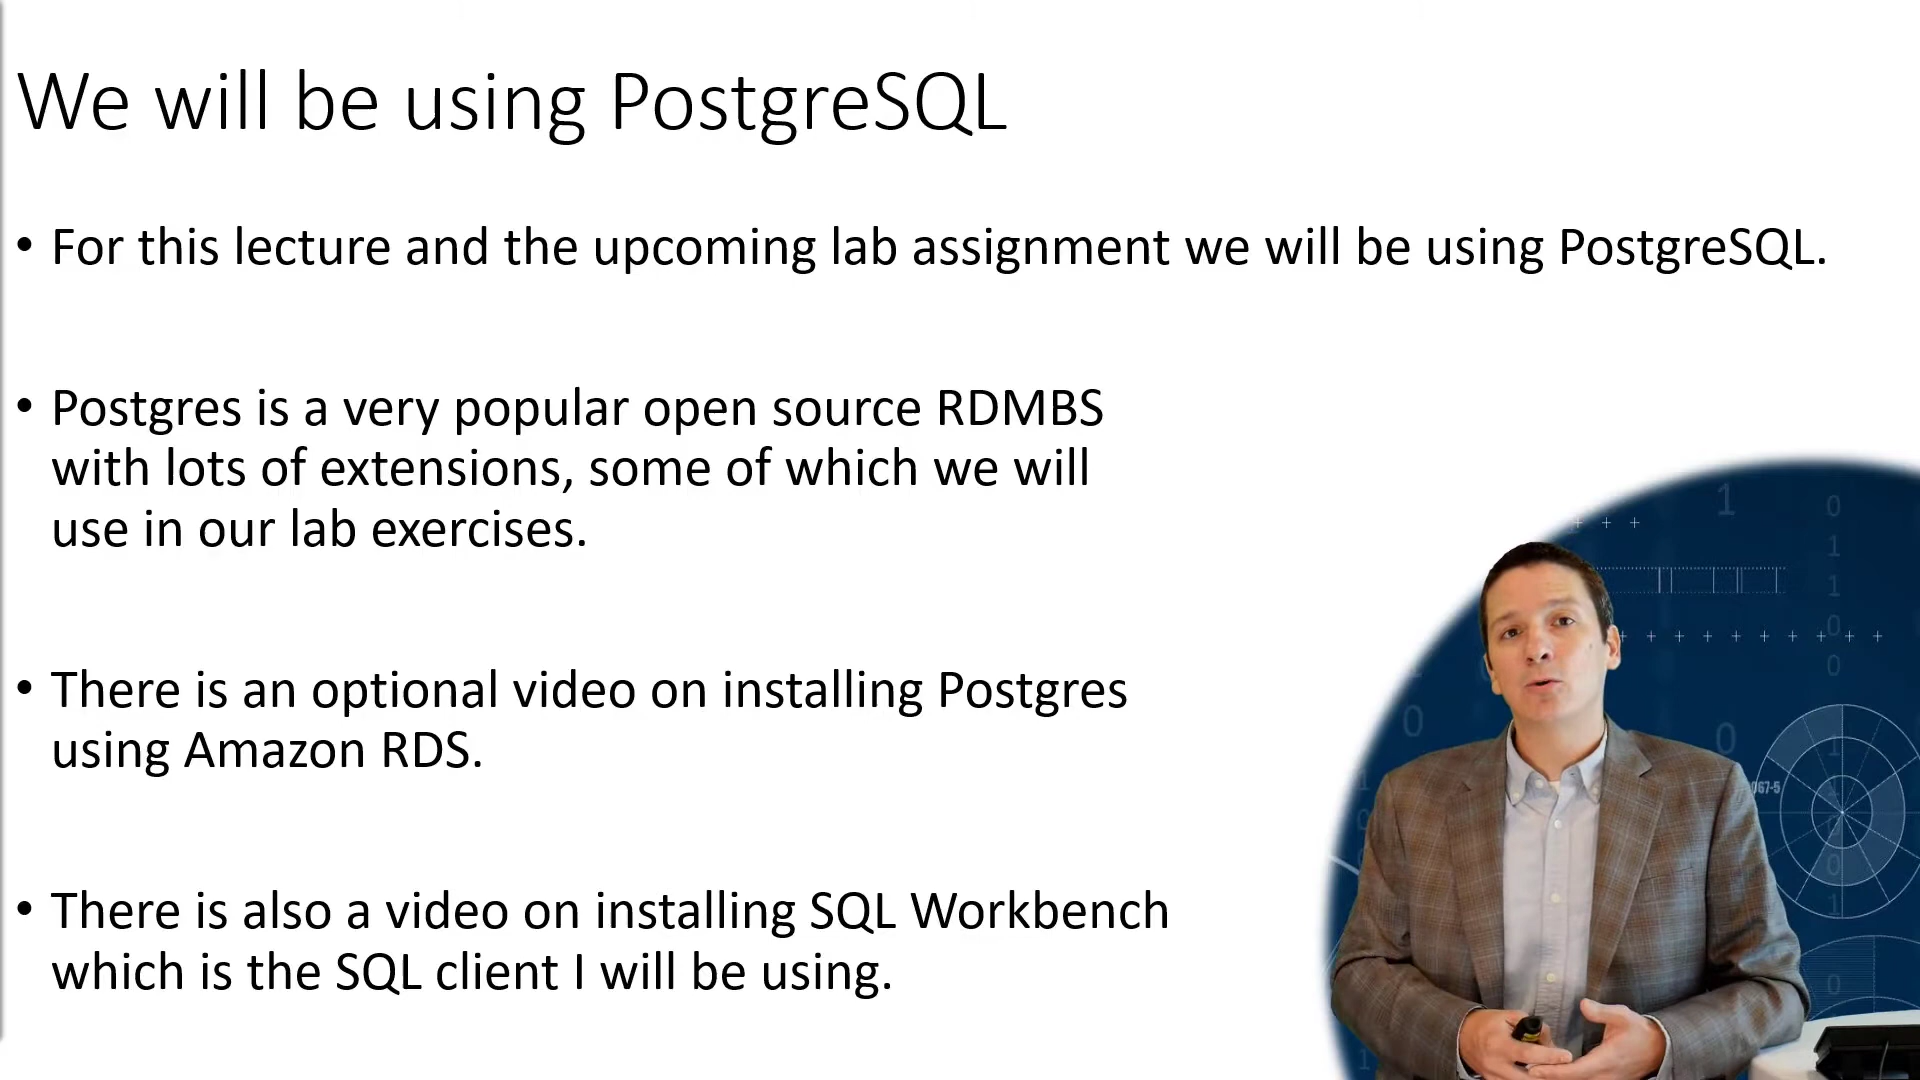 We will be using PostgreSQL
• For this lecture and the upcoming lab assignment we will be using PostgreSQL.
• Postgres is a very popular open source RDMBS
with lots of extensions, some of which we will
use in our lab exercises.
• There is an optional video on installing Postgres
using Amazon RDS.
• There is also a video on installing SQL Workbench
which is the SQL client I will be using.